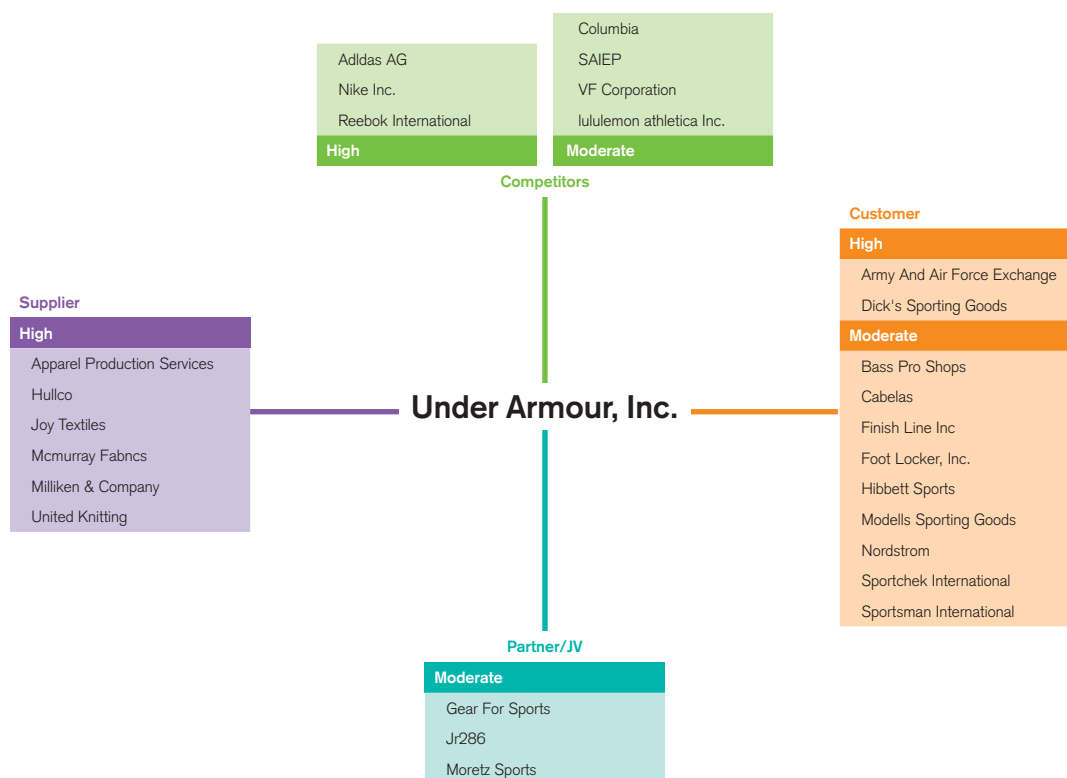 Adldas AG
Nike Inc.
Reebok International
High
Columbia
SAIEP
VF Corporation
lululemon athletica Inc.
Moderate
Competitors
Supplier
High
Apparel Production Services
Hullco
Joy Textiles
Mcmurray Fabncs
Milliken & Company
United Knitting
Under Armour, Inc.
Customer
High
Army And Air Force Exchange
Dick's Sporting Goods
Moderate
Bass Pro Shops
Cabelas
Finish Line Inc
Foot Locker, Inc.
Hibbett Sports
Modells Sporting Goods
Nordstrom
Sportchek International
Sportsman International
Partner/JV
Moderate
Gear For Sports
Jr286
Moretz Sports